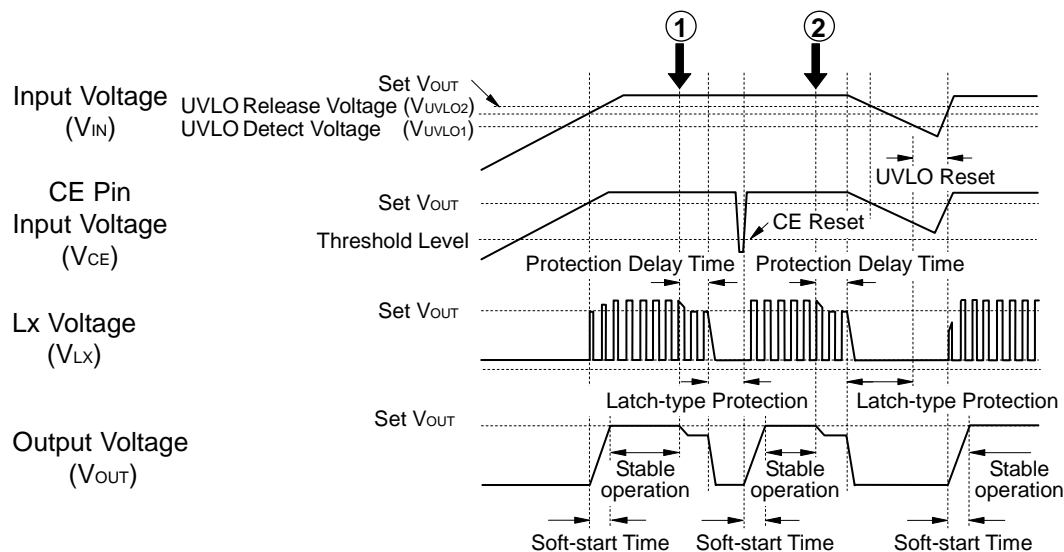 ① ②
Input Voltage
(VIN)
Set VOUT
UVLO Release Voltage (VUVLO2)
UVLO Detect Voltage (VUVLO1)
UVLO Reset
CE Pin
Input Voltage
(VCE)
Set VOUT
Threshold Level
CE Reset
Protection Delay Time Protection Delay Time
Lx Voltage
(VLX)
Set VOUT
Latch-type Protection Latch-type Protection
Output Voltage
(VOUT)
Set VOUT
Stable
operation
Stable
operation
Stable
operation
Soft-start Time Soft-start Time Soft-start Time